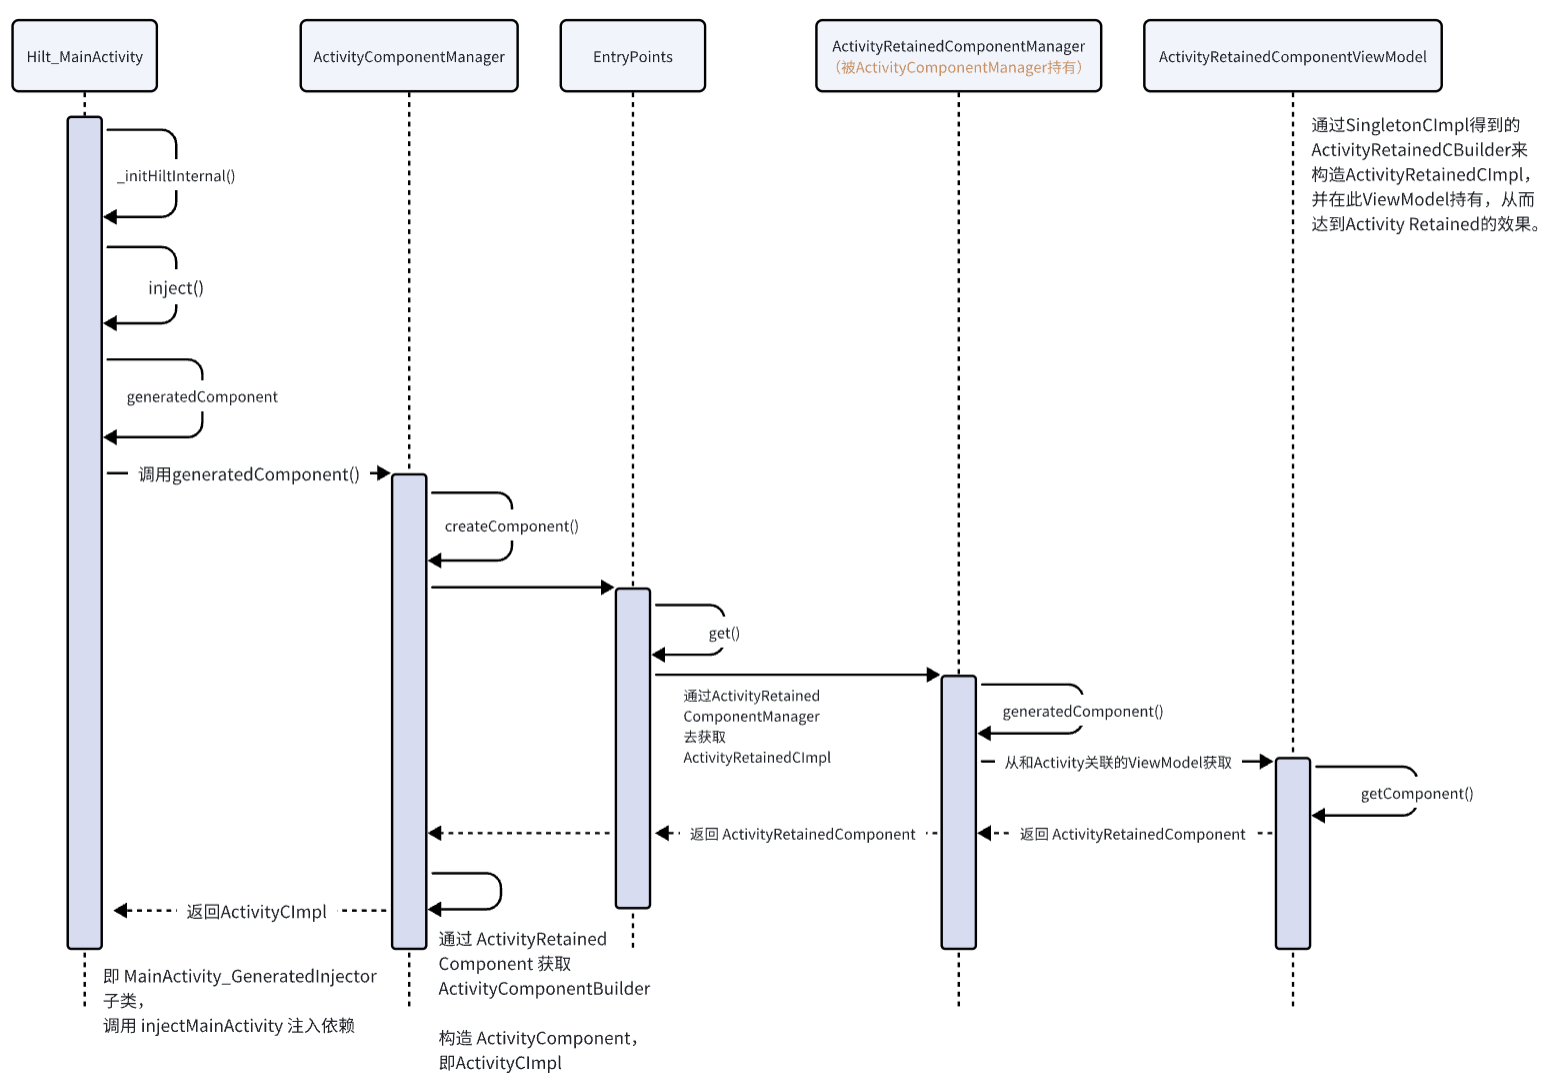 Hilt_MainActivity
ActivityComponentManager
EntryPoints
ActivityRetainedComponentManager
（被ActivityComponentManager持有）
ActivityRetainedComponentViewModel
通过SingletonCImpl得到的
ActivityRetainedCBuilder来
构造ActivityRetainedCImpl，
并在此ViewModel持有，从而
达到Activity Retained的效果。
_initHiltInternal()
inject()
generatedComponent
调用generatedComponent()
createComponent()
get()
通过ActivityRetained
ComponentManager
去获取
ActivityRetainedCImpl
generatedComponent()
从和Activity关联的ViewModel获取
getComponent()
返回 ActivityRetainedComponent
返回 ActivityRetainedComponent
返回ActivityCImpl
通过 ActivityRetained
Component 获取
ActivityComponentBuilder
构造 ActivityComponent，
即ActivityCImpl
即 MainActivity_GeneratedInjector
子类，
调用 injectMainActivity 注入依赖